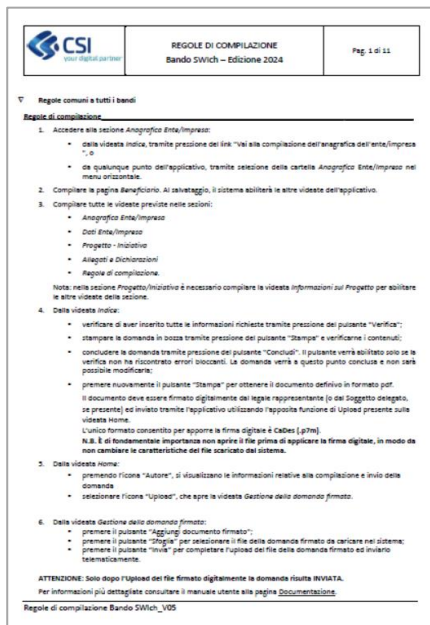 CSI
your digital partner
REGOLE DI COMPILAZIONE
Bando SWIch – Edizione 2024
Pag. 1 di 11
∇ Regole comuni a tutti i bandi
Regole di compilazione
1. Accedere alla sezione Anagrafica Ente/Impresa:
• dalla videata Indice, tramite pressione del link "Vai alla compilazione dell'anagrafica dell'ente/impresa
", o
• da qualunque punto dell'applicativo, tramite selezione della cartella Anagrafica Ente/Impresa nel
menu orizzontale.
2. Compilare la pagina Beneficiario. Al salvataggio, il sistema abiliterà le altre videate dell'applicativo.
3. Compilare tutte le videate previste nelle sezioni:
• Anagrafica Ente/Impresa
• Dati Ente/Impresa
• Progetto - Iniziativa
• Allegati e Dichiarazioni
• Regole di compilazione.
Nota: nella sezione Progetto/Iniziativa è necessario compilare la videata Informazioni sul Progetto per abilitare
le altre videate della sezione.
4. Dalla videata Indice:
• verificare di aver inserito tutte le informazioni richieste tramite pressione del pulsante "Verifica";
• stampare la domanda in bozza tramite pressione del pulsante "Stampa" e verificarne i contenuti;
• concludere la domanda tramite pressione del pulsante "Concludi". Il pulsante verrà abilitato solo se la
verifica non ha riscontrato errori bloccanti. La domanda verrà a questo punto conclusa e non sarà
possibile modificarla;
• premere nuovamente il pulsante "Stampa" per ottenere il documento definivo in formato pdf.
Il documento deve essere firmato digitalmente dal legale rappresentante (o dal Soggetto delegato,
se presente) ed inviato tramite l'applicativo utilizzando l'apposita funzione di Upload presente sulla
videata Home.
L'unico formato consentito per apporre la firma digitale è CaDes (.p7m).
N.B. È di fondamentale importanza non aprire il file prima di applicare la firma digitale, in modo da
non cambiare le caratteristiche del file scaricato dal sistema.
5. Dalla videata Home:
• premendo l'icona "Autore", si visualizzano le informazioni relative alla compilazione e invio della
domanda
• selezionare l'icona "Upload", che apre la videata Gestione della domanda firmata.
6. Dalla videata Gestione della domanda firmata:
• premere il pulsante "Aggiungi documento firmato";
• premere il pulsante "Sfoglia" per selezionare il file della domanda firmato da caricare nel sistema;
• premere il pulsante "Invia" per completare l'upload del file della domanda firmato ed inviarlo
telematicamente.
ATTENZIONE: Solo dopo l'Upload del file firmato digitalmente la domanda risulta INVIATA.
Per informazioni più dettagliate consultare il manuale utente alla pagina Documentazione.
Regole di compilazione Bando SWIch_V05